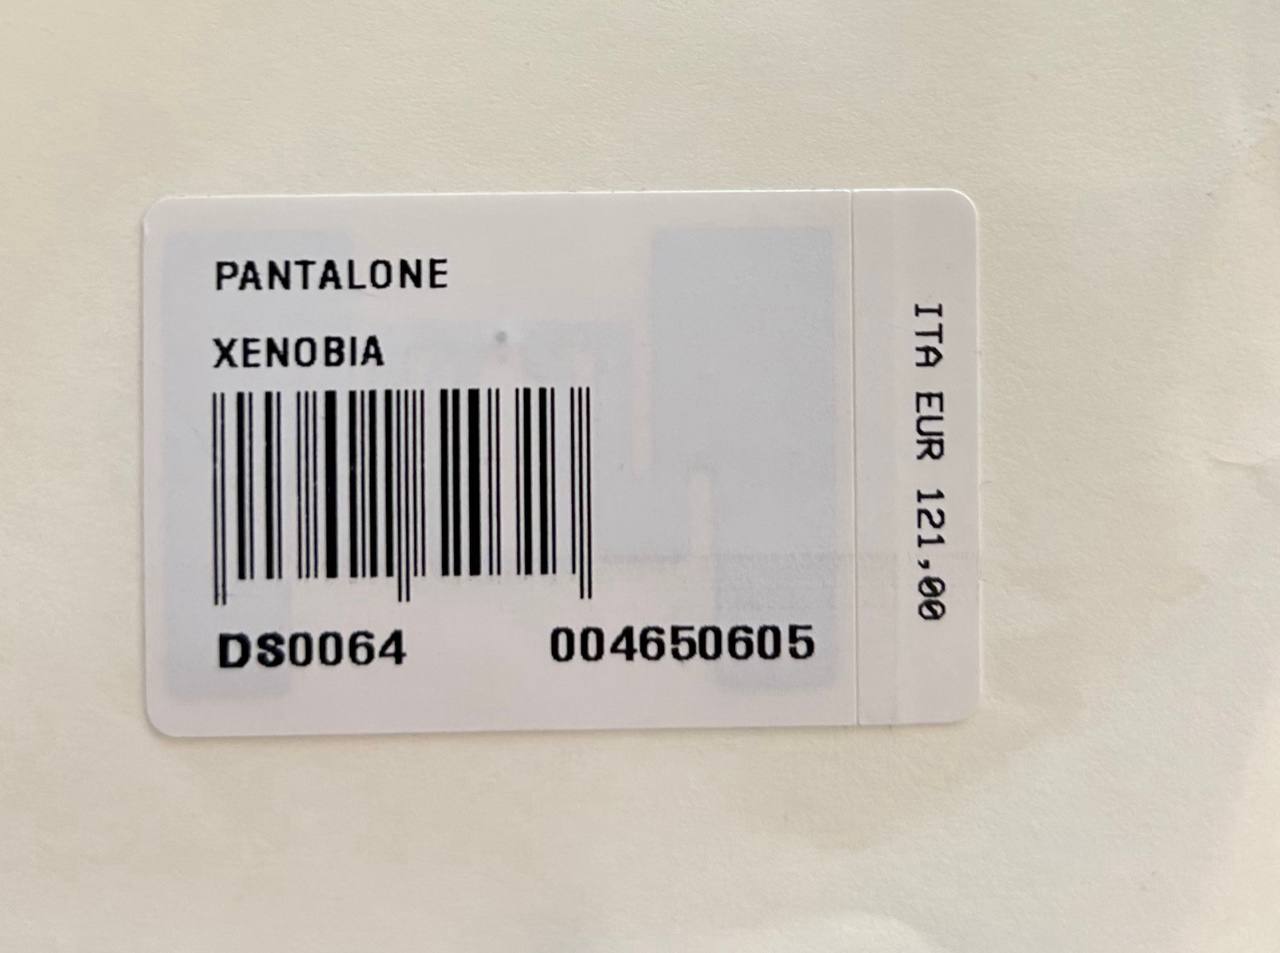 PANTALONE
XENOBIA
DS0064 004650605
ITA EUR 121,00